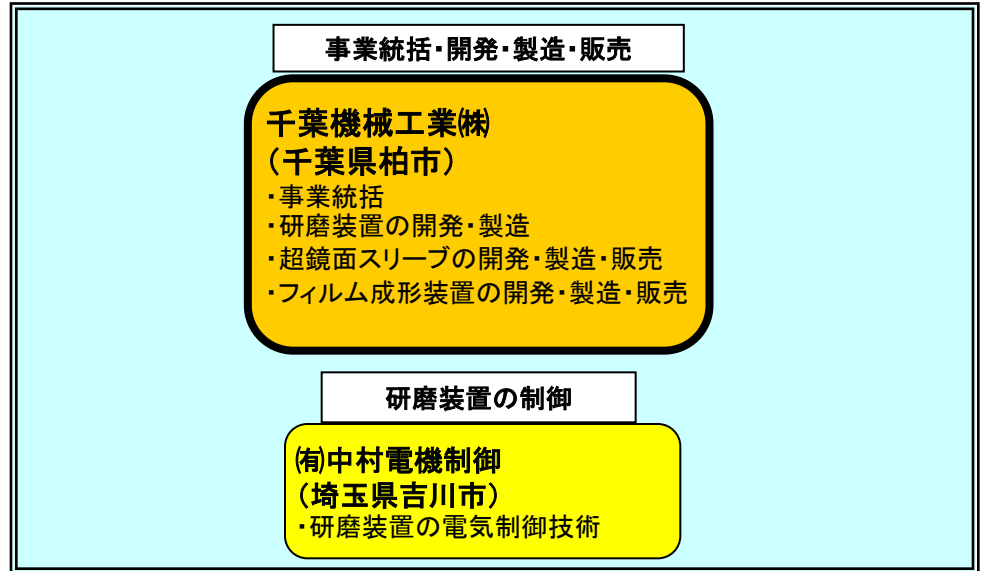 事業統括・開発・製造・販売
千葉機械工業㈱
（千葉県柏市）
・事業統括
・研磨装置の開発・製造
・超鏡面スリーブの開発・製造・販売
・フィルム成形装置の開発・製造・販売
研磨装置の制御
㈲中村電機制御
（埼玉県吉川市）
・研磨装置の電気制御技術